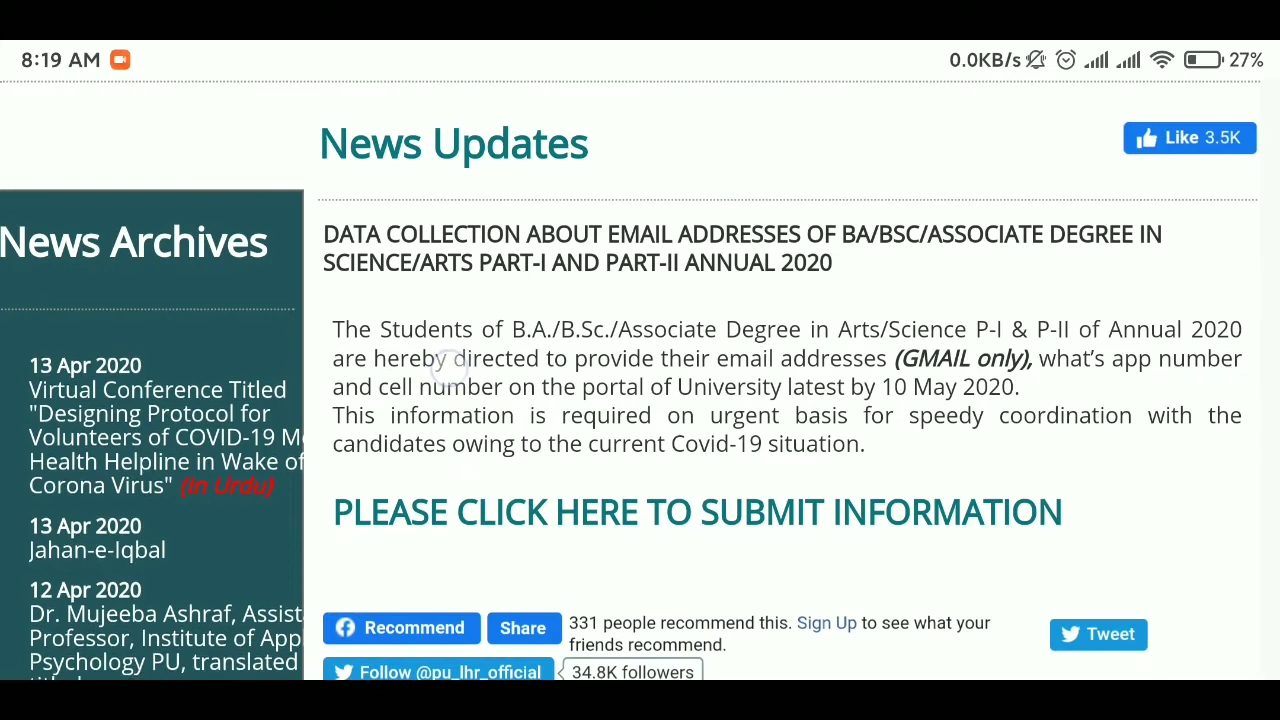 8:19 AM
0.0KB/s 27%
News Updates
Like 3.5K
News Archives
DATA COLLECTION ABOUT EMAIL ADDRESSES OF BA/BSC/ASSOCIATE DEGREE IN
SCIENCE/ARTS PART-I AND PART-II ANNUAL 2020
The Students of B.A./B.Sc./Associate Degree in Arts/Science P-I & P-II of Annual 2020
are hereby directed to provide their email addresses (GMAIL only), what's app number
and cell number on the portal of University latest by 10 May 2020.
This information is required on urgent basis for speedy coordination with the
candidates owing to the current Covid-19 situation.
PLEASE CLICK HERE TO SUBMIT INFORMATION
13 Apr 2020
Virtual Conference Titled
"Designing Protocol for
Volunteers of COVID-19 M
Health Helpline in Wake of
Corona Virus" (in Urdu)
13 Apr 2020
Jahan-e-Iqbal
12 Apr 2020
Dr. Mujeeba Ashraf, Assist
Professor, Institute of App
Psychology PU, translated
Recommend Share 331 people recommend this. Sign Up to see what your
friends recommend.
Tweet
Follow @pu_lhr_official 34.8K followers